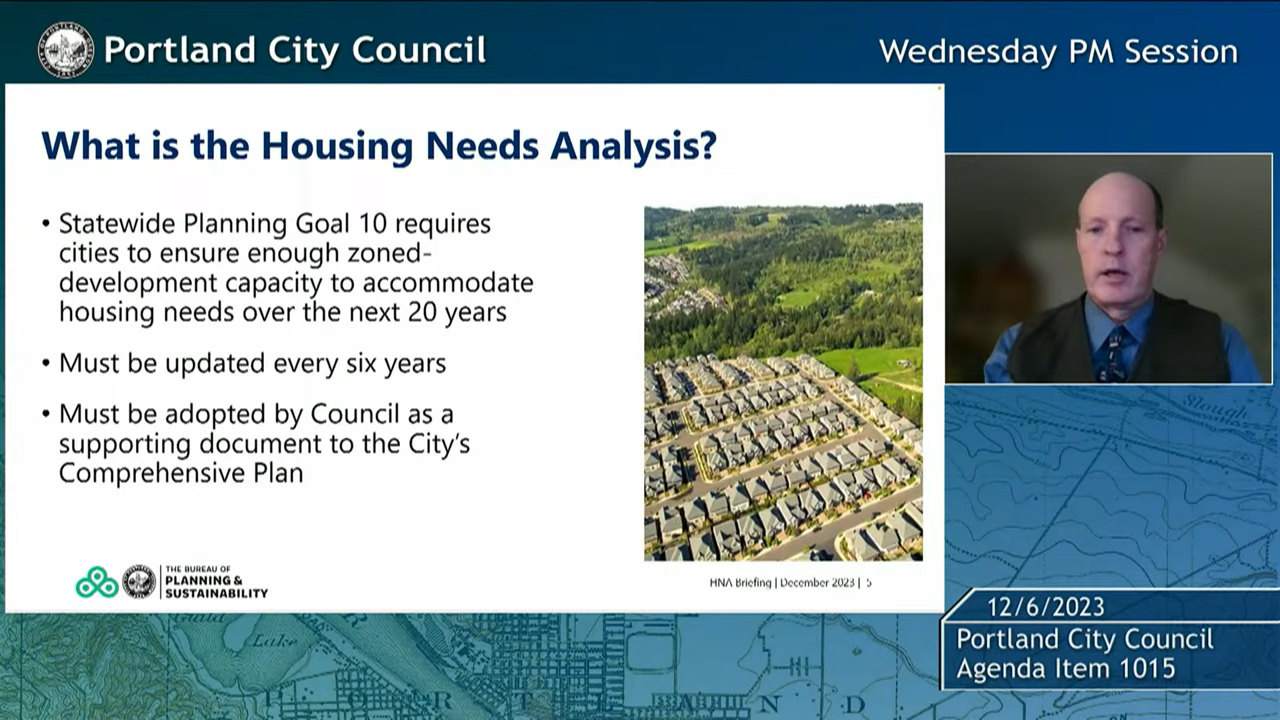 Portland City Council
Wednesday PM Session
What is the Housing Needs Analysis?
• Statewide Planning Goal 10 requires
cities to ensure enough zoned-
development capacity to accommodate
housing needs over the next 20 years
• Must be updated every six years
• Must be adopted by Council as a
supporting document to the City's
Comprehensive Plan
THE BUREAU OF
PLANNING &
SUSTAINABILITY
HNA Briefing | December 2023 | 5
Slough
12/6/2023
Portland City Council
Agenda Item 1015
Guild
Lake
P O R T L A N D